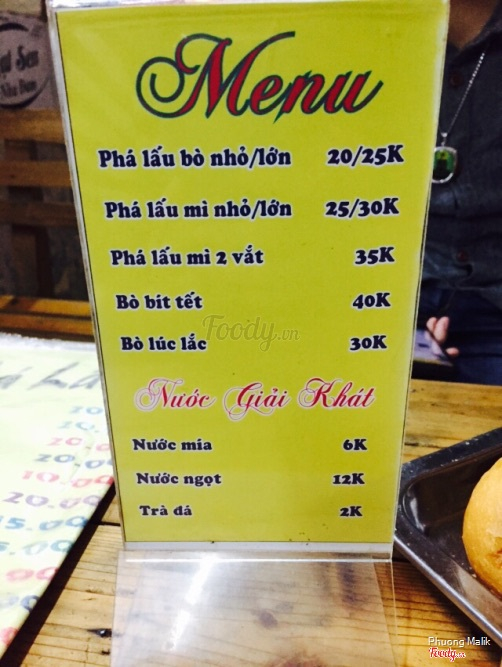 Menu
Phá lấu bò nhỏ/lớn 20/25K
Phá lấu mì nhỏ/lớn 25/30K
Phá lấu mì 2 vắt 35K
Bò bít tết 40K
Foody.vn
Bò lúc lắc 30K
Nước Giải Khát
Nước mía 6K
Nước ngọt 12K
Trà đá 2K
Phuong Malik
Foody.vn